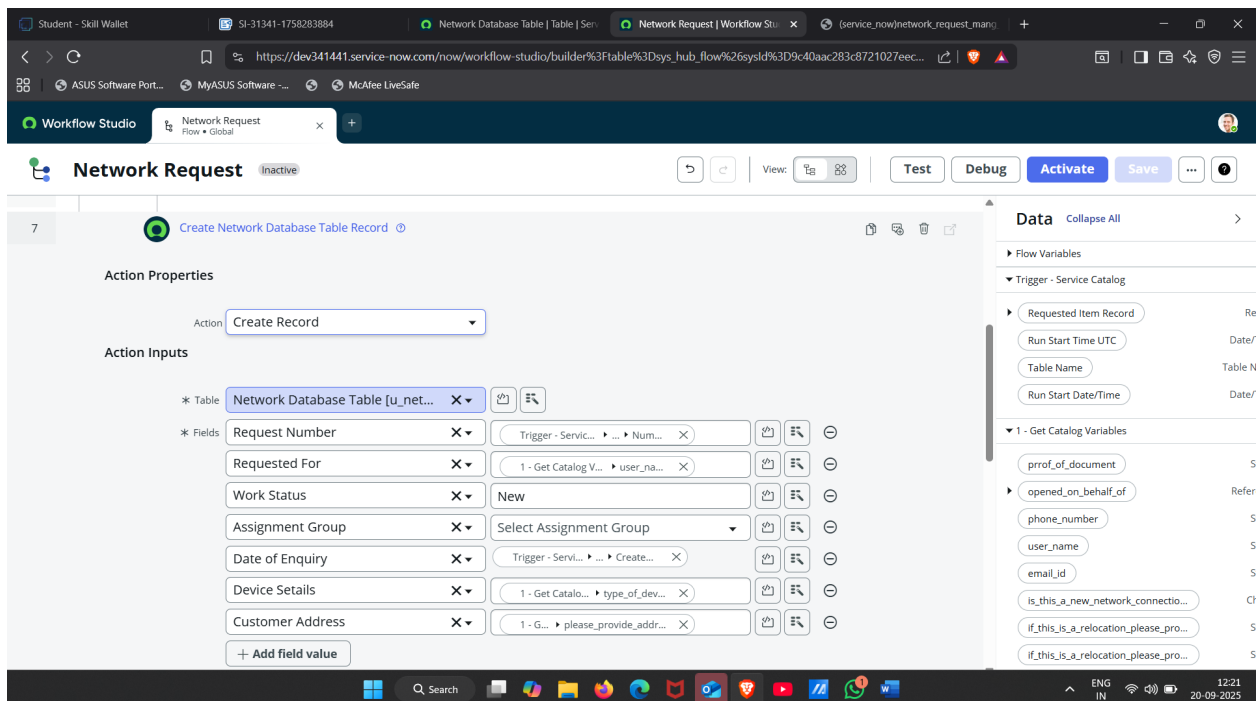 Student - Skill Wallet
SI-31341-1758283884
Network Database Table | Table | Serv
Network Request | Workflow Stu
(service_now)network_request_mang
https://dev341441.service-now.com/now/workflow-studio/builder%3Ftable%3Dsys_hub_flow%26sysId%3D9c40aac283c8721027eec...
ASUS Software Port...
MyASUS Software -...
McAfee LiveSafe
Workflow Studio
Network Request
Flow • Global
Network Request
Inactive
View:
Test
Debug
Activate
Save
7
Create Network Database Table Record
Action Properties
Action
Create Record
Action Inputs
* Table
Network Database Table [u_net...
* Fields
Request Number
Trigger - Servic... ▸ ... ▸ Num...
Requested For
1 - Get Catalog V... ▸ user_na...
Work Status
New
Assignment Group
Select Assignment Group
Date of Enquiry
Trigger - Servi... ▸ ... ▸ Create...
Device Setails
1 - Get Catalo... ▸ type_of_dev...
Customer Address
1 - G... ▸ please_provide_addr...
+ Add field value
Data
Collapse All
Flow Variables
Trigger - Service Catalog
Requested Item Record
Re
Run Start Time UTC
Date/
Table Name
Table N
Run Start Date/Time
Date/
1 - Get Catalog Variables
prrof_of_document
S
opened_on_behalf_of
Refer
phone_number
S
user_name
S
email_id
S
is_this_a_new_network_connectio...
Ch
if_this_is_a_relocation_please_pro...
S
if_this_is_a_relocation_please_pro...
S
Search
ENG
IN
12:21
20-09-2025